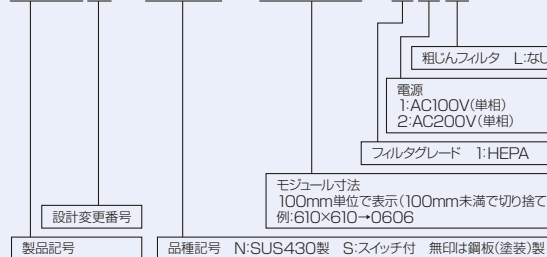 粗じんフィルタ L:なし
電源
1:AC100V(単相)
2:AC200V(単相)
フィルタグレード 1:HEPA
モジュール寸法
100mm単位で表示(100mm未満で切り捨て
例:610×610→0606
設計変更番号
製品記号
品種記号 N:SUS430製 S:スイッチ付 無印は鋼板(塗装)製